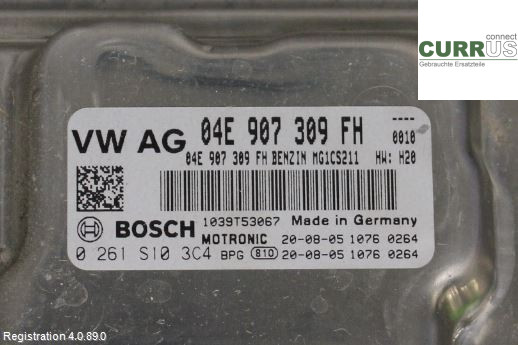 connect
CURRUS
Gebrauchte Ersatzteile
VW AG 04E 907 309 FH ----
0010
04E 907 309 FH BENZIN MG1CS211 HW: H20
BOSCH 1039T53067 Made in Germany
MOTRONIC 20-08-05 1076 0264
0 261 S10 3C4 BPG 810 20-08-05 1076 0264
Registration 4.0.89.0